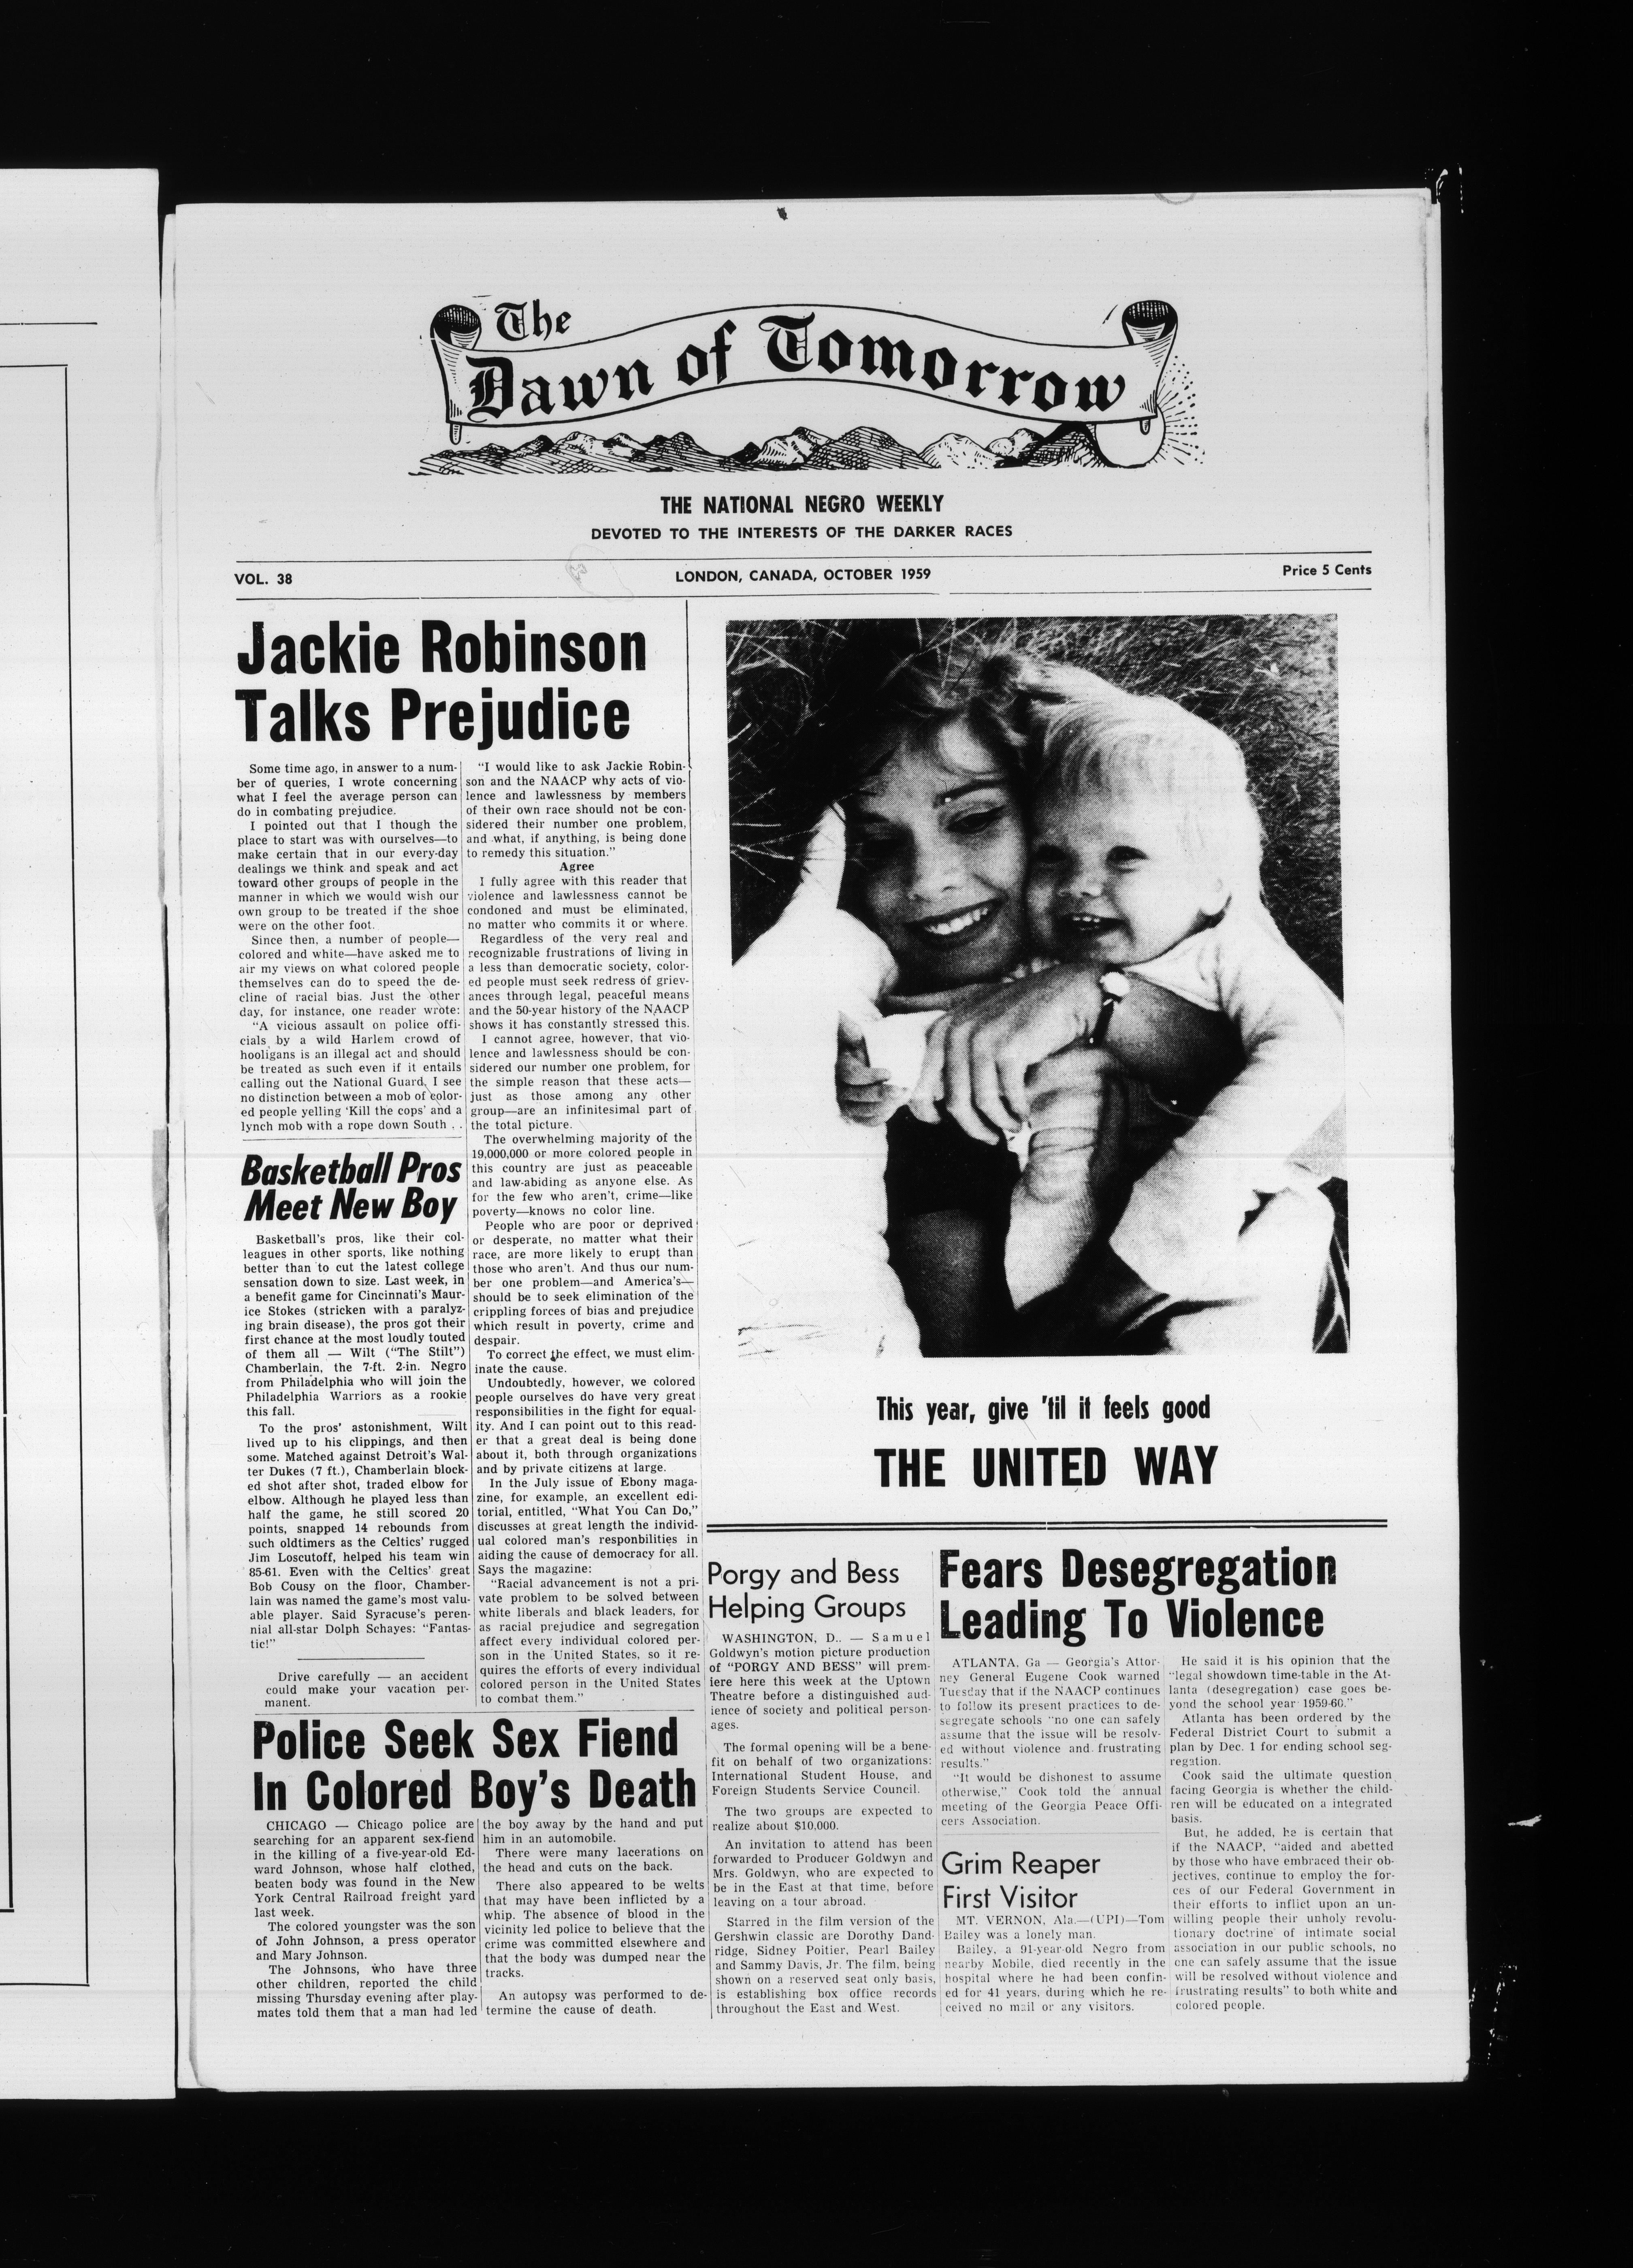 The
Dawn of Tomorrow
THE NATIONAL NEGRO WEEKLY
DEVOTED TO THE INTERESTS OF THE DARKER RACES
VOL. 38
LONDON, CANADA, OCTOBER 1959
Price 5 Cents
Jackie Robinson
Talks Prejudice
Some time ago, in answer to a num-
ber of queries, I wrote concerning
what I feel the average person can
do in combating prejudice.
I pointed out that I though the
place to start was with ourselves—to
make certain that in our every-day
dealings we think and speak and act
toward other groups of people in the
manner in which we would wish our
own group to be treated if the shoe
were on the other foot.
Since then, a number of people—
colored and white—have asked me to
air my views on what colored people
themselves can do to speed the de-
cline of racial bias. Just the other
day, for instance, one reader wrote:
"A vicious assault on police offi-
cials by a wild Harlem crowd of
hooligans is an illegal act and should
be treated as such even if it entails
calling out the National Guard. I see
no distinction between a mob of color-
ed people yelling 'Kill the cops' and a
lynch mob with a rope down South . .
"I would like to ask Jackie Robin-
son and the NAACP why acts of vio-
lence and lawlessness by members
of their own race should not be con-
sidered their number one problem,
and what, if anything, is being done
to remedy this situation."
Agree
I fully agree with this reader that
violence and lawlessness cannot be
condoned and must be eliminated,
no matter who commits it or where.
Regardless of the very real and
recognizable frustrations of living in
a less than democratic society, color-
ed people must seek redress of griev-
ances through legal, peaceful means
and the 50-year history of the NAACP
shows it has constantly stressed this.
I cannot agree, however, that vio-
lence and lawlessness should be con-
sidered our number one problem, for
the simple reason that these acts—
just as those among any other
group—are an infinitesimal part of
the total picture.
The overwhelming majority of the
19,000,000 or more colored people in
this country are just as peaceable
and law-abiding as anyone else. As
for the few who aren't, crime—like
poverty—knows no color line.
People who are poor or deprived
or desperate, no matter what their
race, are more likely to erupt than
those who aren't. And thus our num-
ber one problem—and America's—
should be to seek elimination of the
crippling forces of bias and prejudice
which result in poverty, crime and
despair.
To correct the effect, we must elim-
inate the cause.
Undoubtedly, however, we colored
people ourselves do have very great
responsibilities in the fight for equal-
ity. And I can point out to this read-
er that a great deal is being done
about it, both through organizations
and by private citizens at large.
In the July issue of Ebony maga-
zine, for example, an excellent edi-
torial, entitled, "What You Can Do,"
discusses at great length the individ-
ual colored man's responbilities in
aiding the cause of democracy for all.
Says the magazine:
"Racial advancement is not a pri-
vate problem to be solved between
white liberals and black leaders, for
as racial prejudice and segregation
affect every individual colored per-
son in the United States, so it re-
quires the efforts of every individual
colored person in the United States
to combat them."
Basketball Pros
Meet New Boy
Basketball's pros, like their col-
leagues in other sports, like nothing
better than to cut the latest college
sensation down to size. Last week, in
a benefit game for Cincinnati's Maur-
ice Stokes (stricken with a paralyz-
ing brain disease), the pros got their
first chance at the most loudly touted
of them all — Wilt ("The Stilt")
Chamberlain, the 7-ft. 2-in. Negro
from Philadelphia who will join the
Philadelphia Warriors as a rookie
this fall.
To the pros' astonishment, Wilt
lived up to his clippings, and then
some. Matched against Detroit's Wal-
ter Dukes (7 ft.), Chamberlain block-
ed shot after shot, traded elbow for
elbow. Although he played less than
half the game, he still scored 20
points, snapped 14 rebounds from
such oldtimers as the Celtics' rugged
Jim Loscutoff, helped his team win
85-61. Even with the Celtics' great
Bob Cousy on the floor, Chamber-
lain was named the game's most valu-
able player. Said Syracuse's peren-
nial all-star Dolph Schayes: "Fantas-
tic!"
Drive carefully — an accident
could make your vacation per-
manent.
This year, give 'til it feels good
THE UNITED WAY
Police Seek Sex Fiend
In Colored Boy's Death
CHICAGO — Chicago police are
searching for an apparent sex-fiend
in the killing of a five-year-old Ed-
ward Johnson, whose half clothed,
beaten body was found in the New
York Central Railroad freight yard
last week.
The colored youngster was the son
of John Johnson, a press operator
and Mary Johnson.
The Johnsons, who have three
other children, reported the child
missing Thursday evening after play-
mates told them that a man had led
the boy away by the hand and put
him in an automobile.
There were many lacerations on
the head and cuts on the back.
There also appeared to be welts
that may have been inflicted by a
whip. The absence of blood in the
vicinity led police to believe that the
crime was committed elsewhere and
that the body was dumped near the
tracks.
An autopsy was performed to de-
termine the cause of death.
Porgy and Bess
Helping Groups
WASHINGTON, D.. — Samuel
Goldwyn's motion picture production
of "PORGY AND BESS" will prem-
iere here this week at the Uptown
Theatre before a distinguished aud-
ience of society and political person-
ages.
The formal opening will be a bene-
fit on behalf of two organizations:
International Student House, and
Foreign Students Service Council.
The two groups are expected to
realize about $10,000.
An invitation to attend has been
forwarded to Producer Goldwyn and
Mrs. Goldwyn, who are expected to
be in the East at that time, before
leaving on a tour abroad.
Starred in the film version of the
Gershwin classic are Dorothy Dand-
ridge, Sidney Poitier, Pearl Bailey
and Sammy Davis, Jr. The film, being
shown on a reserved seat only basis,
is establishing box office records
throughout the East and West.
Fears Desegregation
Leading To Violence
ATLANTA, Ga — Georgia's Attor-
ney General Eugene Cook warned
Tuesday that if the NAACP continues
to follow its present practices to de-
segregate schools "no one can safely
assume that the issue will be resolv-
ed without violence and frustrating
results."
"It would be dishonest to assume
otherwise," Cook told the annual
meeting of the Georgia Peace Offi-
cers Association.
He said it is his opinion that the
"legal showdown time-table in the At-
lanta (desegregation) case goes be-
yond the school year 1959-60."
Atlanta has been ordered by the
Federal District Court to submit a
plan by Dec. 1 for ending school seg-
regation.
Cook said the ultimate question
facing Georgia is whether the child-
ren will be educated on a integrated
basis.
But, he added, he is certain that
if the NAACP, "aided and abetted
by those who have embraced their ob-
jectives, continue to employ the for-
ces of our Federal Government in
their efforts to inflict upon an un-
willing people their unholy revolu-
tionary doctrine of intimate social
association in our public schools, no
one can safely assume that the issue
will be resolved without violence and
frustrating results" to both white and
colored people.
Grim Reaper
First Visitor
MT. VERNON, Ala.—(UPI)—Tom
Bailey was a lonely man.
Bailey, a 91-year-old Negro from
nearby Mobile, died recently in the
hospital where he had been confin-
ed for 41 years, during which he re-
ceived no mail or any visitors.